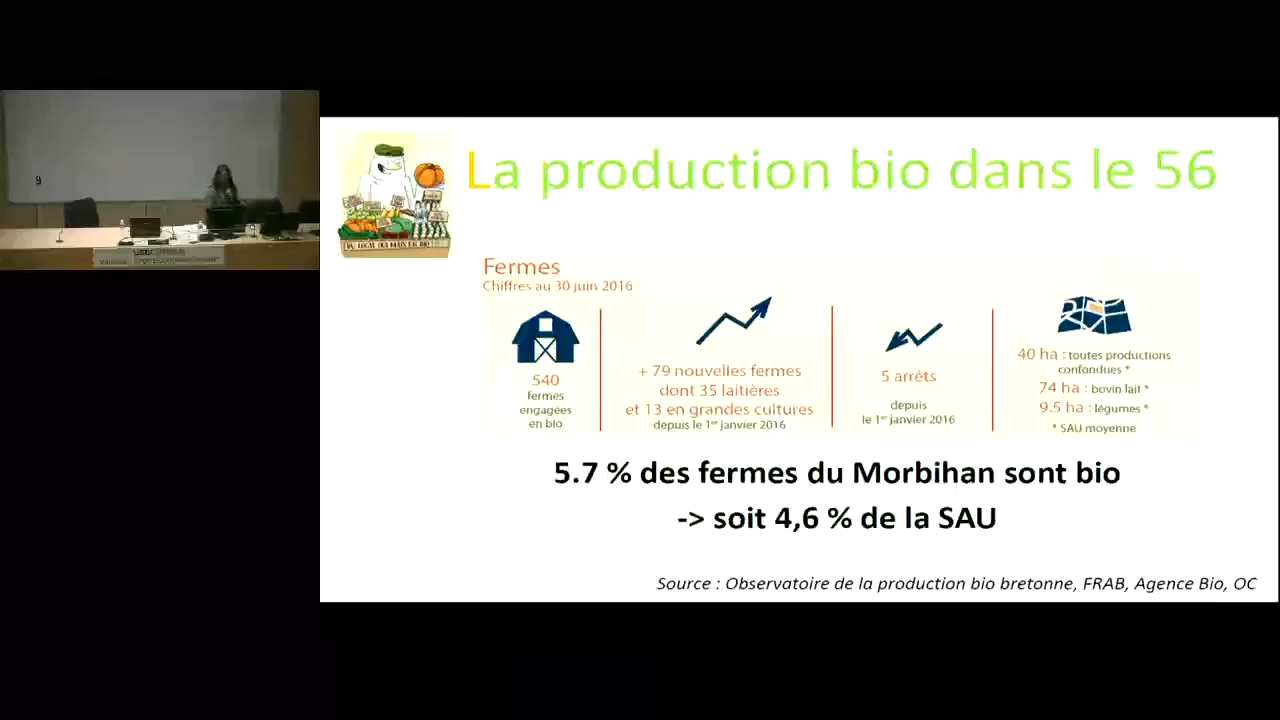 La production bio dans le 56
Fermes
Chiffres au 30 juin 2016
540
fermes
engagées
en bio
+ 79 nouvelles fermes
dont 35 laitières
et 13 en grandes cultures
depuis le 1er janvier 2016
5 arrêts
depuis
le 1er janvier 2016
40 ha : toutes productions
confondues *
74 ha : bovin lait *
9.5 ha : légumes *
* SAU moyenne
5.7 % des fermes du Morbihan sont bio
-> soit 4,6 % de la SAU
Source : Observatoire de la production bio bretonne, FRAB, Agence Bio, OC